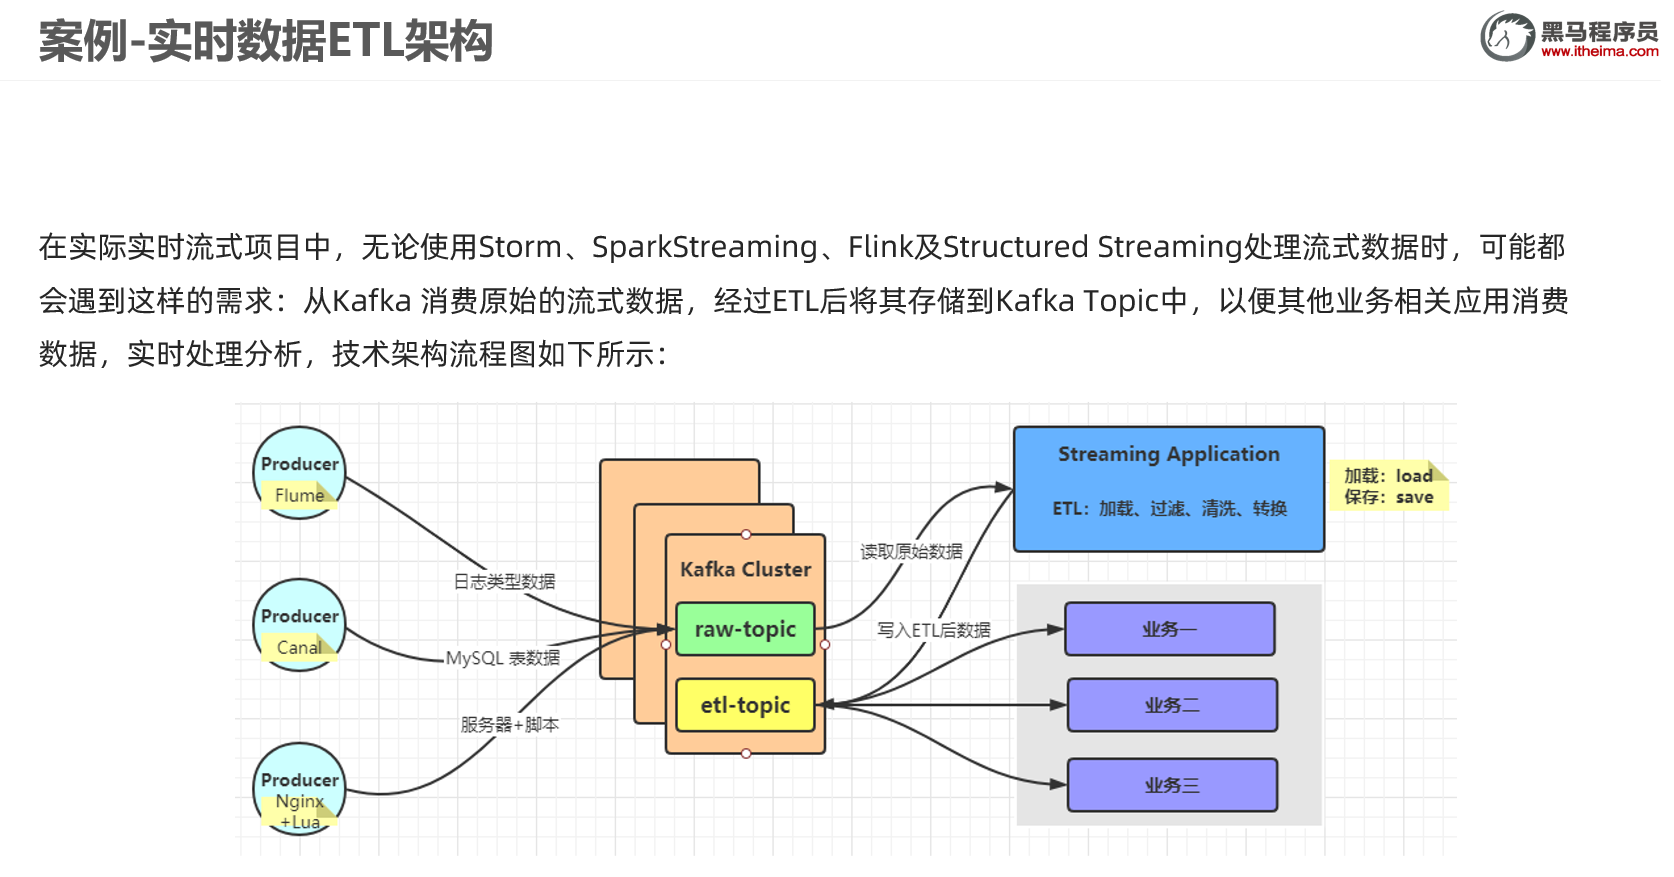 案例-实时数据ETL架构
黑马程序员
www.itheima.com
在实际实时流式项目中，无论使用Storm、SparkStreaming、Flink及Structured Streaming处理流式数据时，可能都
会遇到这样的需求：从Kafka 消费原始的流式数据，经过ETL后将其存储到Kafka Topic中，以便其他业务相关应用消费
数据，实时处理分析，技术架构流程图如下所示：
Producer
Flume
日志类型数据
Producer
Canal
MySQL 表数据
Producer
Nginx
+Lua
服务器+脚本
Kafka Cluster
raw-topic
etl-topic
读取原始数据
写入ETL后数据
Streaming Application
ETL：加载、过滤、清洗、转换
加载：load
保存：save
业务一
业务二
业务三